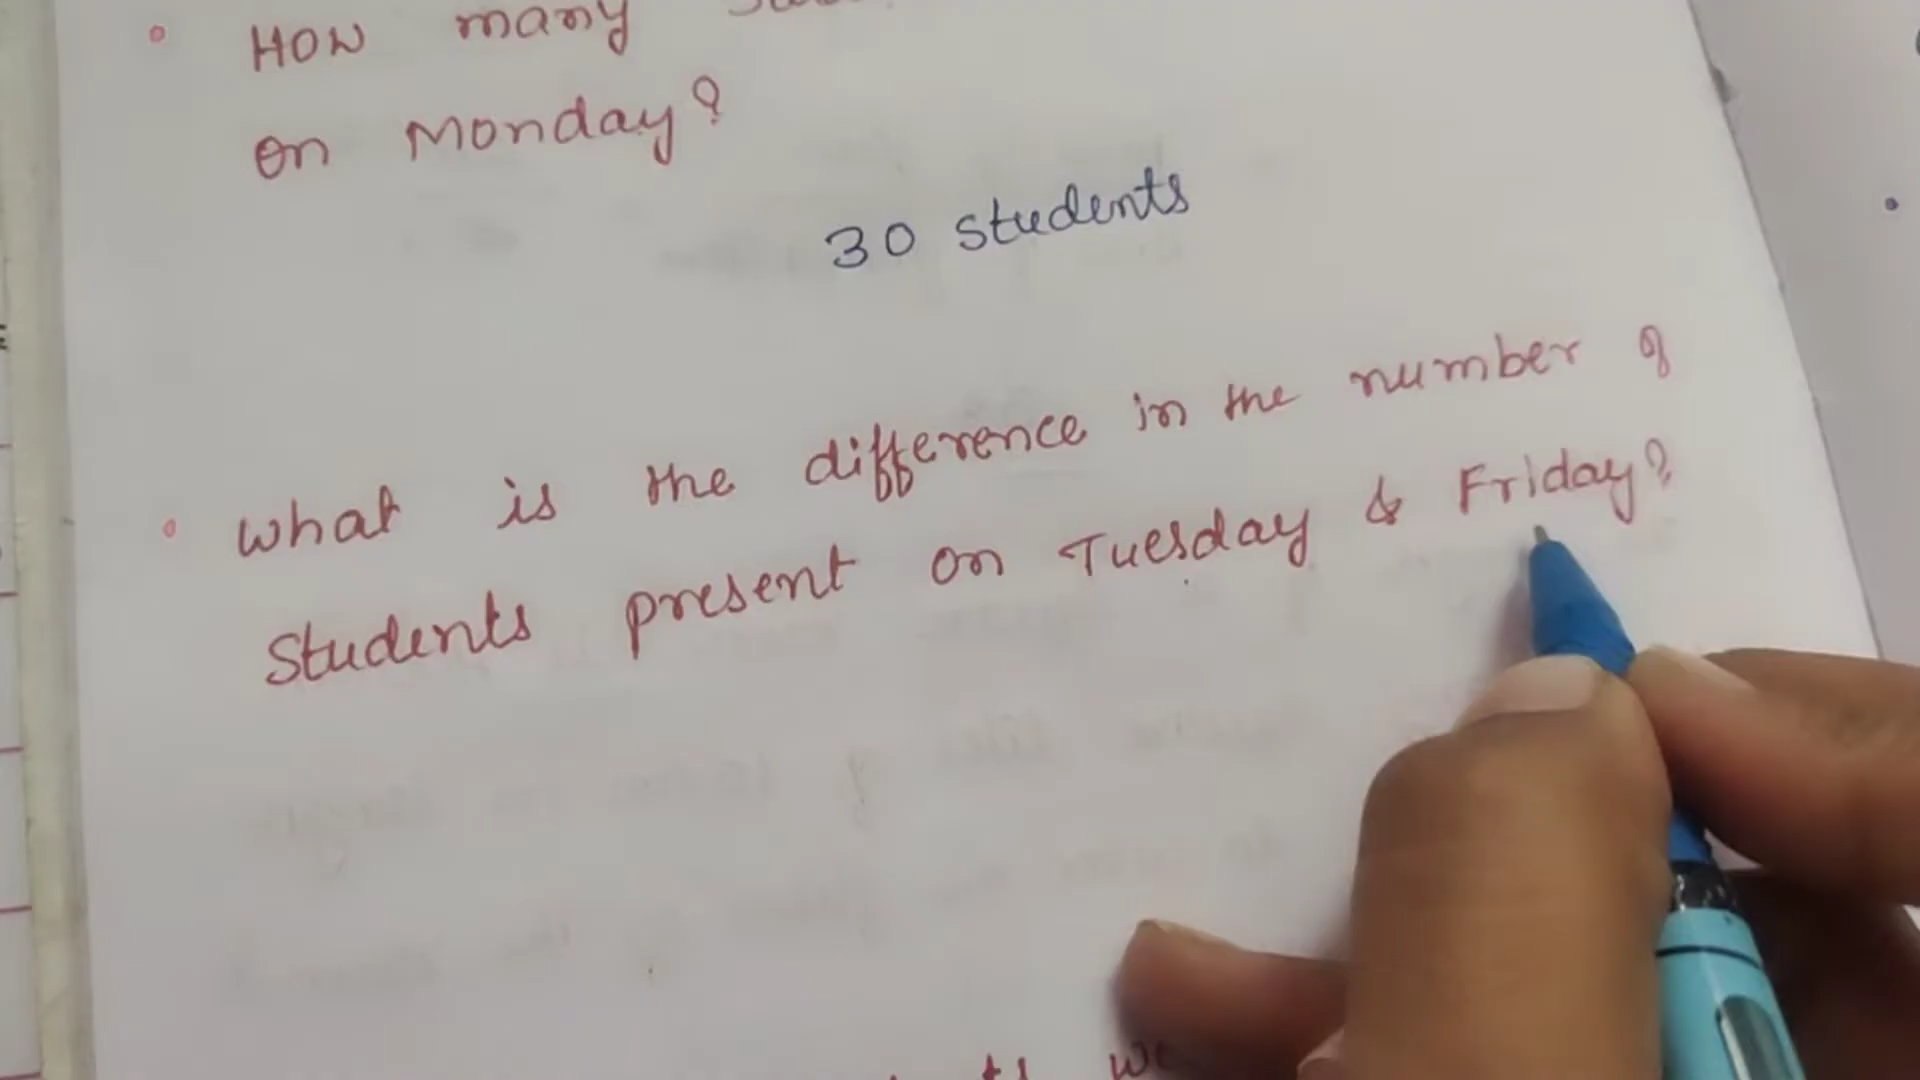 • How many
on Monday?
30 students
• What is the difference in the number of
students present on Tuesday & Friday?